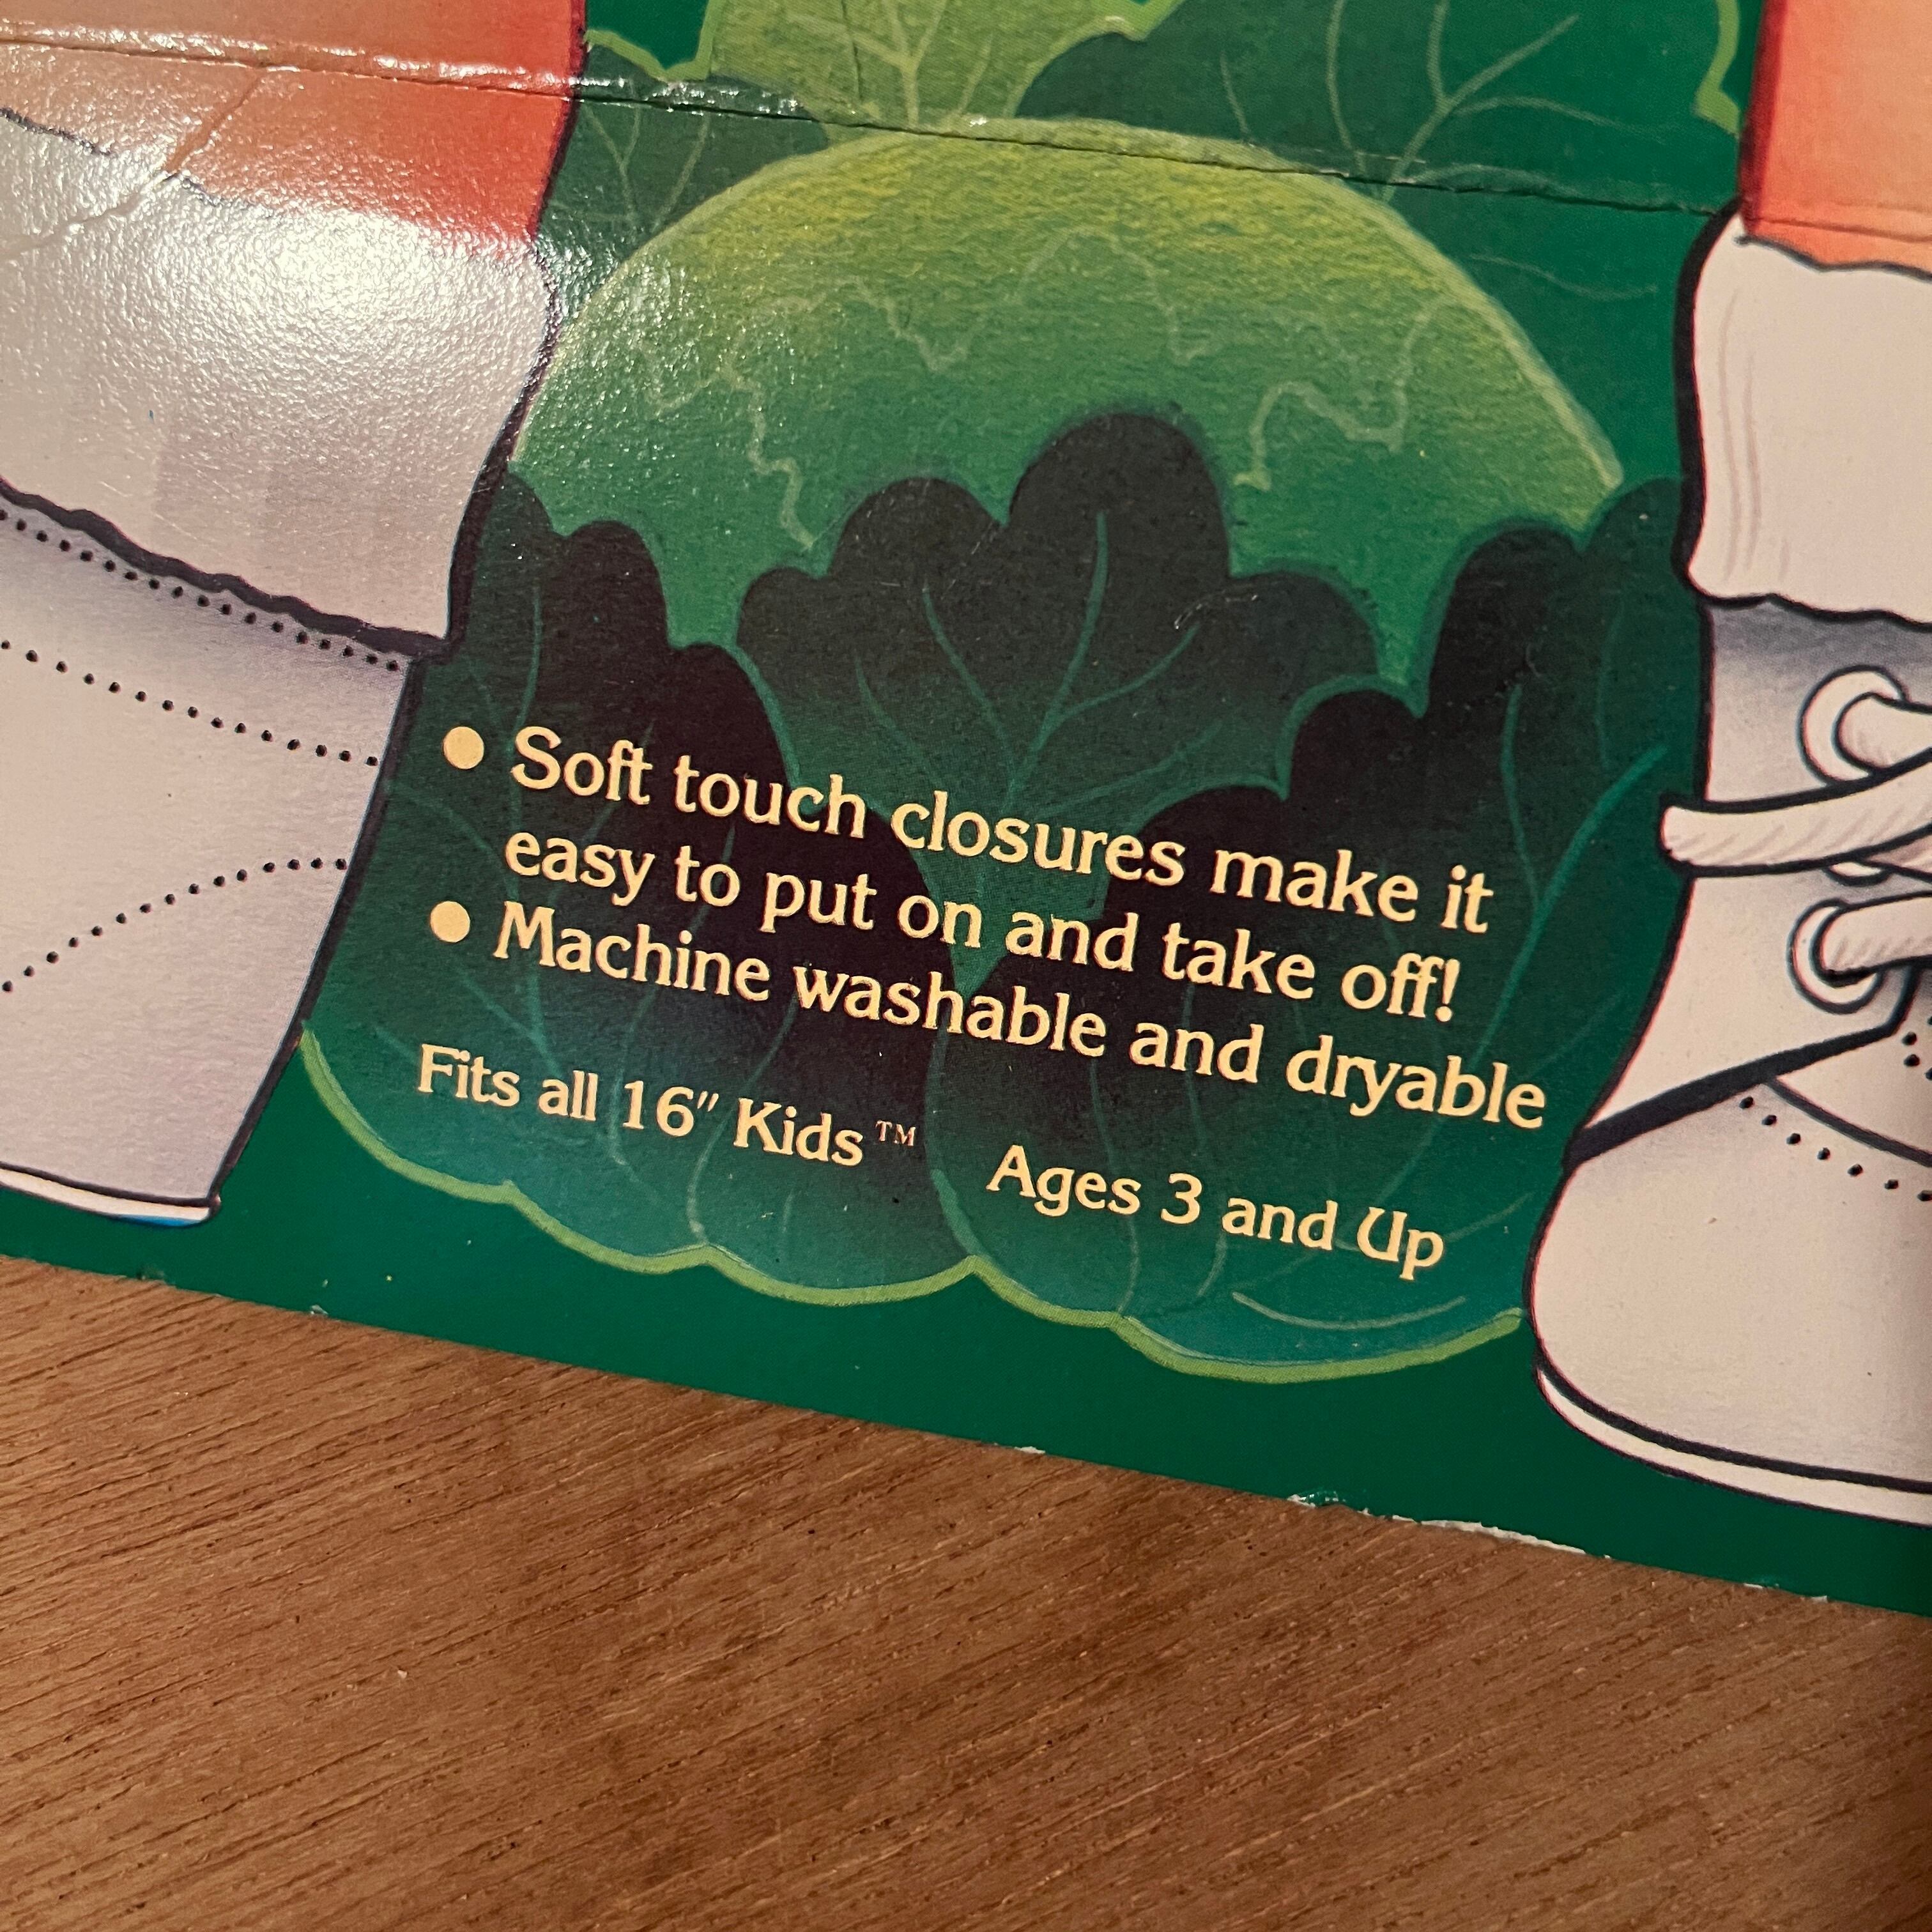 ● Soft touch closures make it
easy to put on and take off!
● Machine washable and dryable
Fits all 16" Kids™ Ages 3 and Up